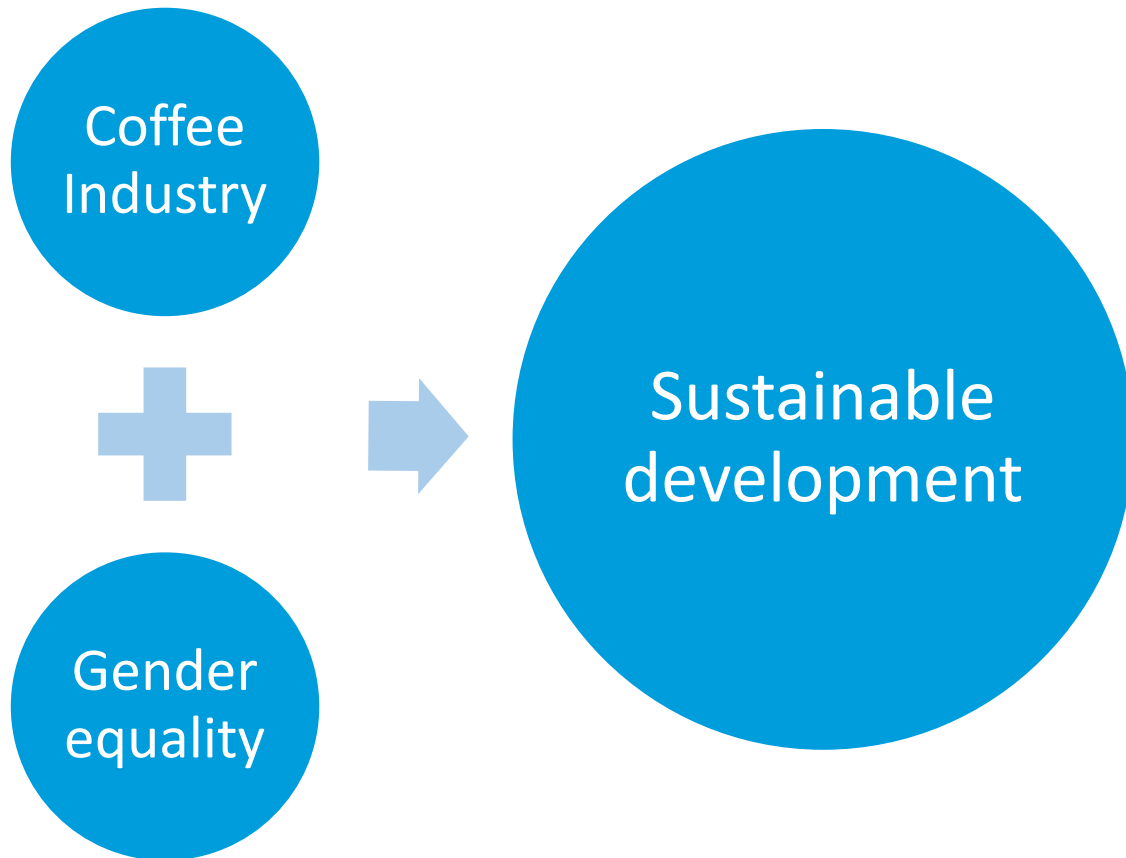 Coffee
Industry
Gender
equality
Sustainable
development